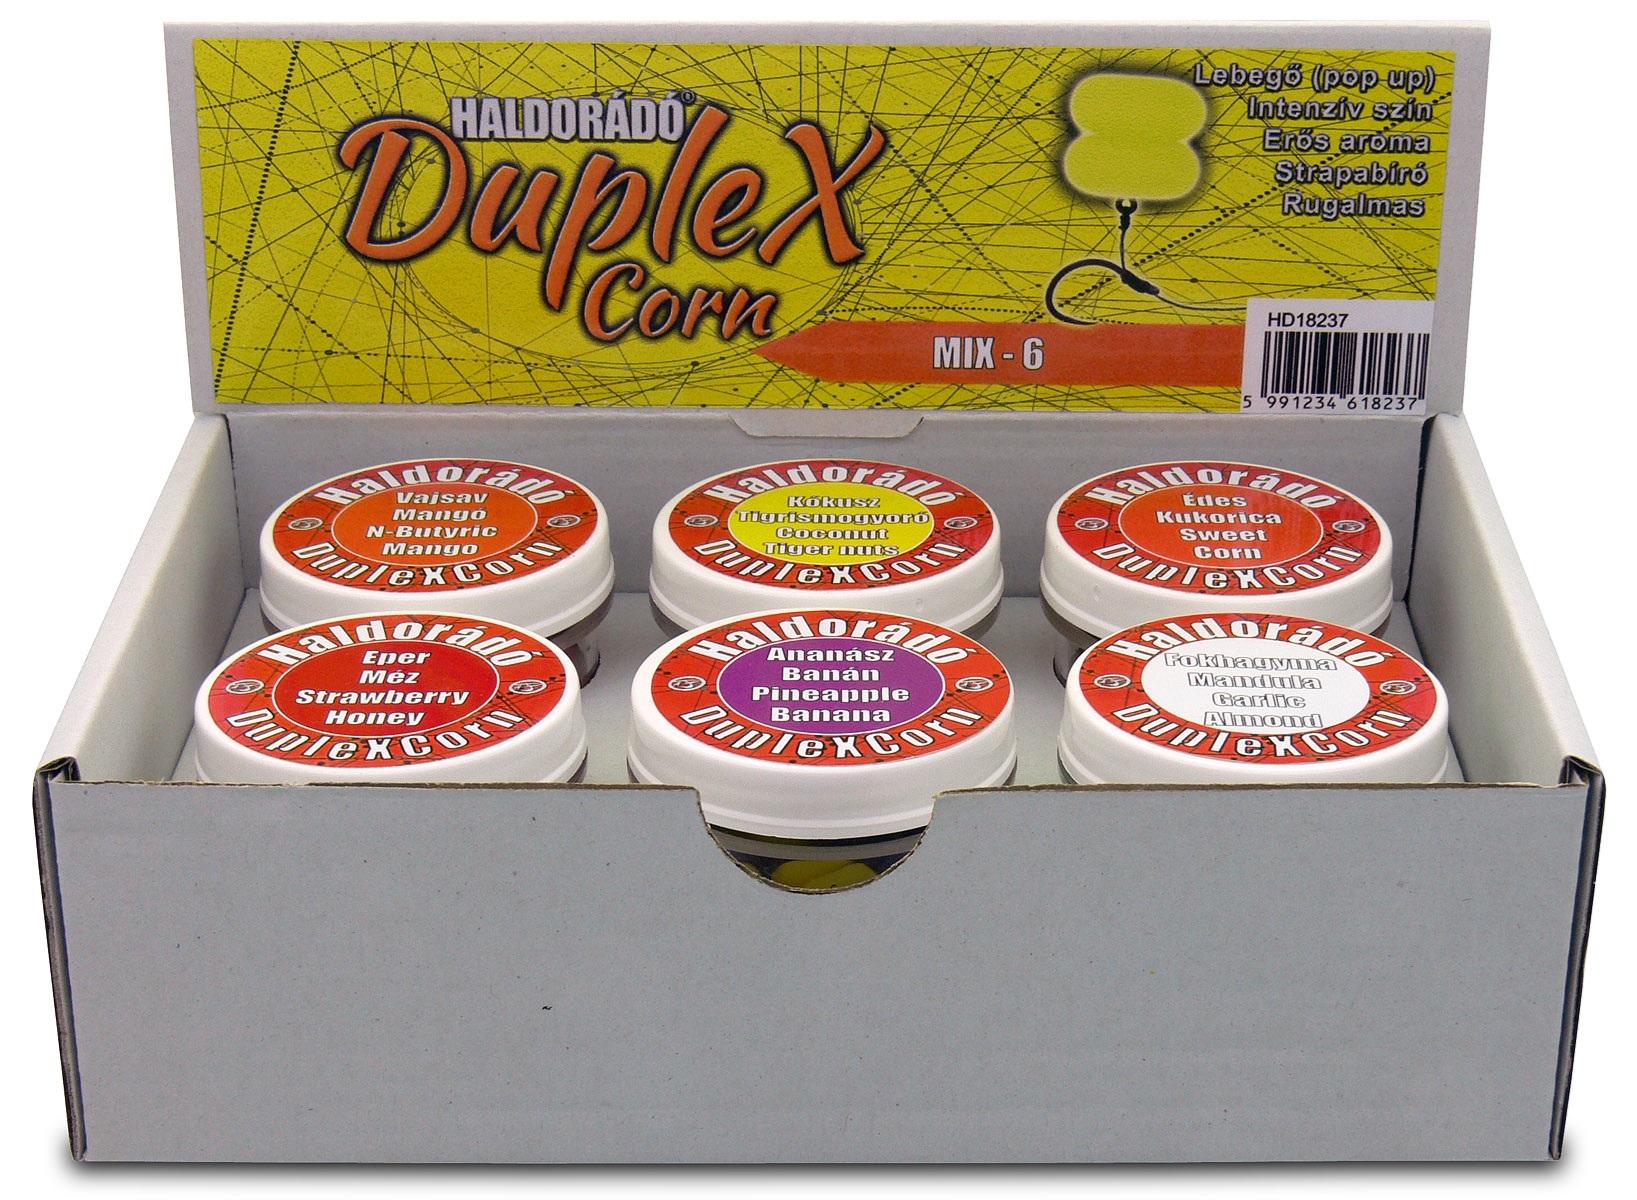 HALDORÁDÓ®
DupleX
Corn
Lebegő (pop up)
Intenzív szín
Erős aroma
Strapabíró
Rugalmas
MIX - 6
HD18237
5 991234 618237
Haldorádó
Vajsav
Mangó
N-Butyric
Mango
DupleXCorn
Haldorádó
Kókusz
Tigrismogyoró
Coconut
Tiger nuts
DupleXCorn
Haldorádó
Édes
Kukorica
Sweet
Corn
DupleXCorn
Haldorádó
Eper
Méz
Strawberry
Honey
DupleXCorn
Haldorádó
Ananász
Banán
Pineapple
Banana
DupleXCorn
Haldorádó
Fokhagyma
Mandula
Garlic
Almond
DupleXCorn